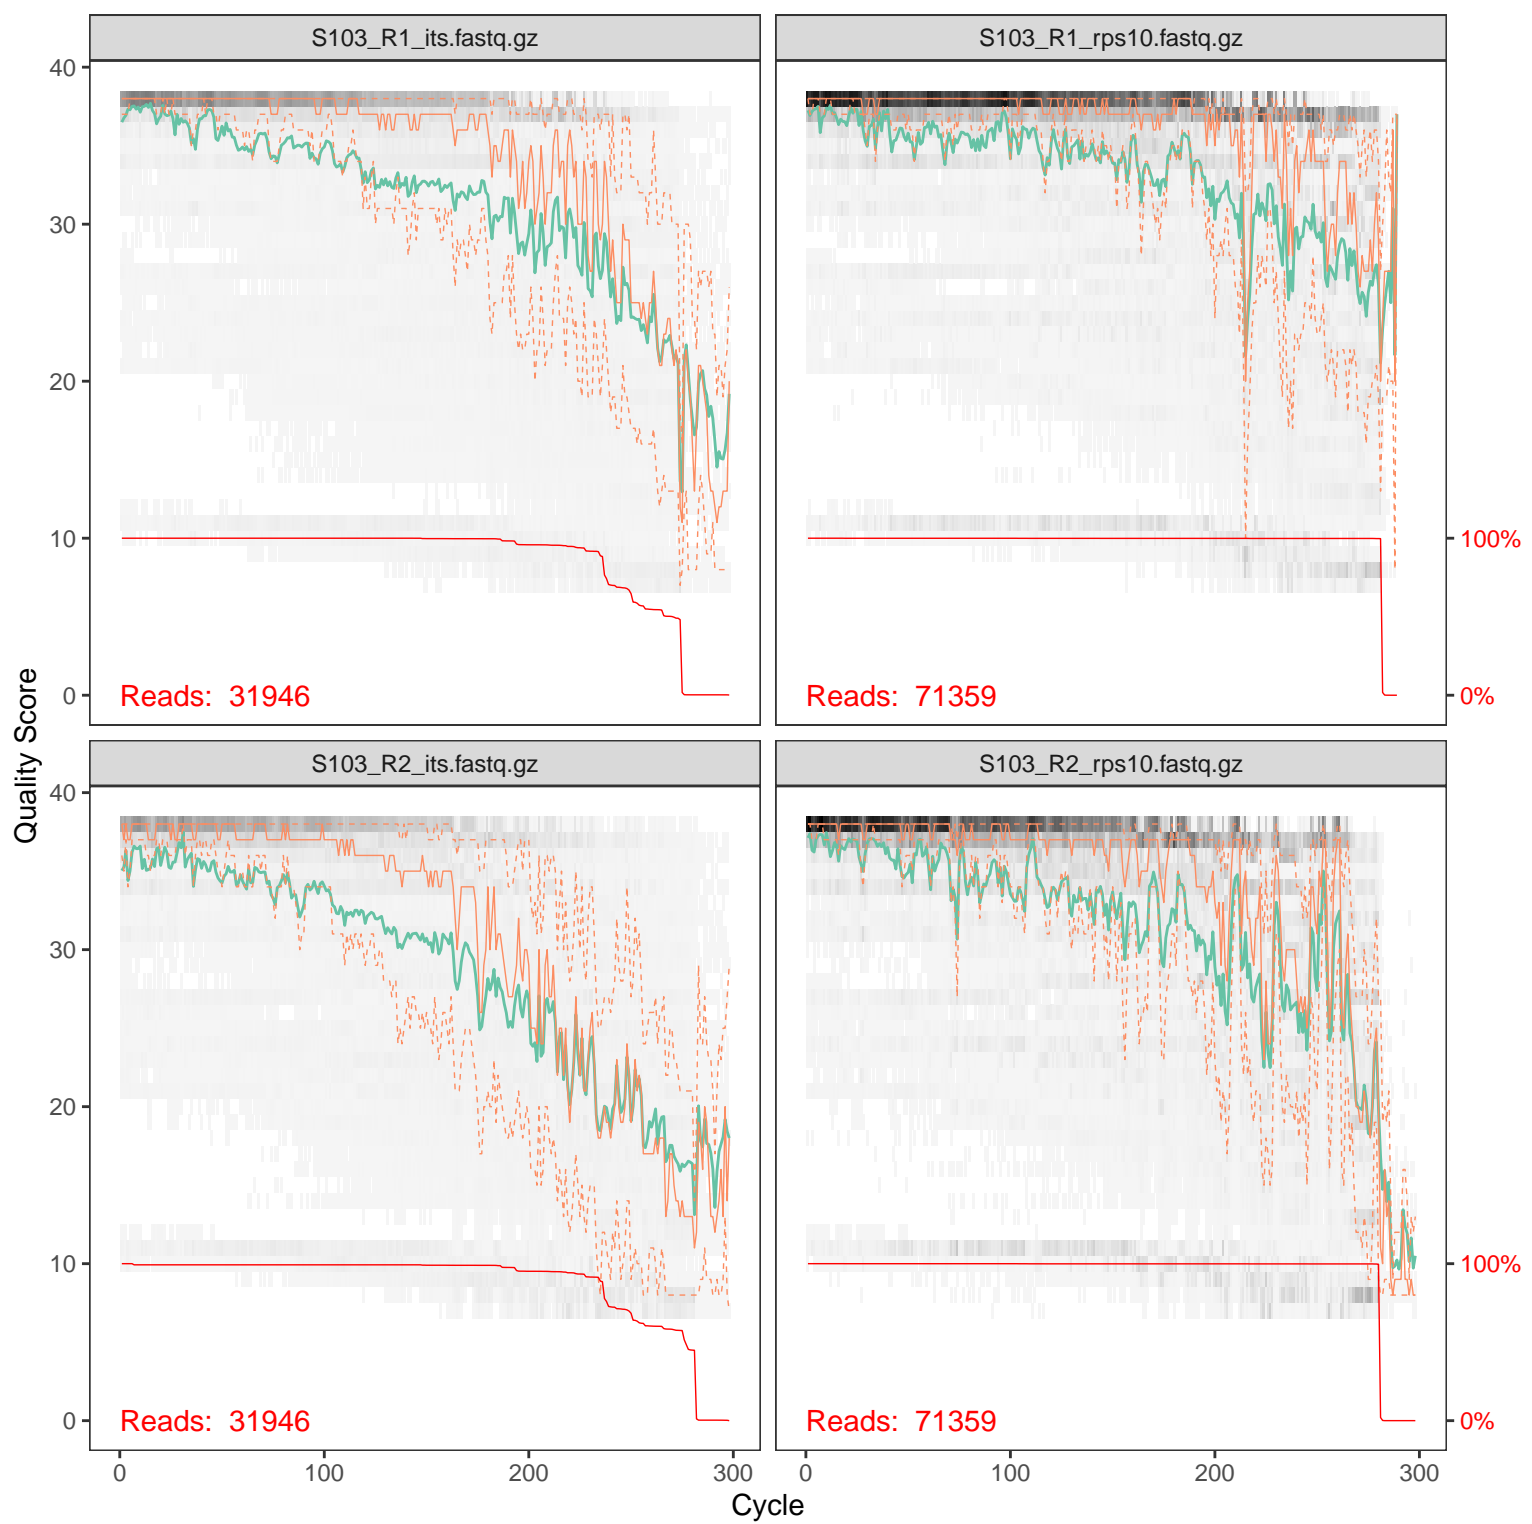 S103_R1_its.fastq.gz
S103_R1_rps10.fastq.gz
40
30
20
10
0
100%
0%
Reads: 31946
Reads: 71359
Quality Score
S103_R2_its.fastq.gz
S103_R2_rps10.fastq.gz
40
30
20
10
0
100%
0%
Reads: 31946
Reads: 71359
0 100 200 300 0 100 200 300
Cycle